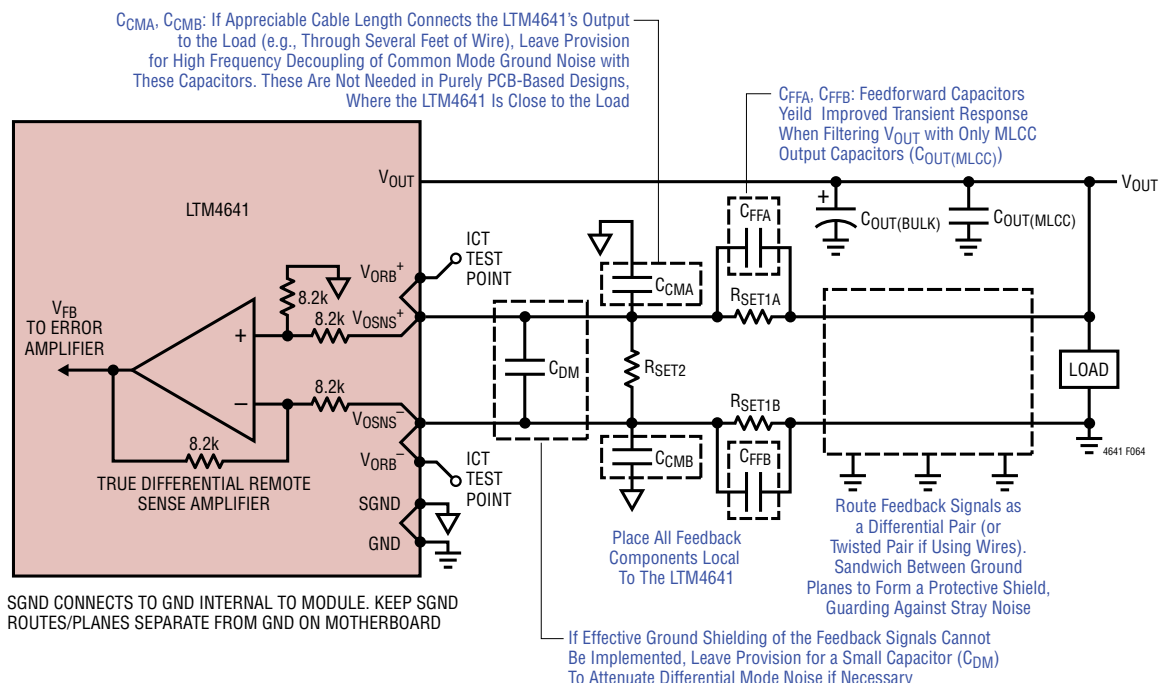 CCMA, CCMB: If Appreciable Cable Length Connects the LTM4641's Output
to the Load (e.g., Through Several Feet of Wire), Leave Provision
for High Frequency Decoupling of Common Mode Ground Noise with
These Capacitors. These Are Not Needed in Purely PCB-Based Designs,
Where the LTM4641 Is Close to the Load
CFFA, CFFB: Feedforward Capacitors
Yeild Improved Transient Response
When Filtering VOUT with Only MLCC
Output Capacitors (COUT(MLCC))
VOUT
VOUT
LTM4641
+
COUT(BULK)
COUT(MLCC)
CFFA
ICT
TEST
POINT
VORB+
CCMA
8.2k
VFB
TO ERROR
AMPLIFIER
8.2k
VOSNS+
RSET1A
+
CDM
RSET2
LOAD
8.2k
–
VOSNS–
RSET1B
8.2k
VORB–
ICT
TEST
POINT
CCMB
CFFB
4641 F064
TRUE DIFFERENTIAL REMOTE
SENSE AMPLIFIER
SGND
GND
Place All Feedback
Components Local
To The LTM4641
Route Feedback Signals as
a Differential Pair (or
Twisted Pair if Using Wires).
Sandwich Between Ground
Planes to Form a Protective Shield,
Guarding Against Stray Noise
SGND CONNECTS TO GND INTERNAL TO MODULE. KEEP SGND
ROUTES/PLANES SEPARATE FROM GND ON MOTHERBOARD
If Effective Ground Shielding of the Feedback Signals Cannot
Be Implemented, Leave Provision for a Small Capacitor (CDM)
To Attenuate Differential Mode Noise if Necessary